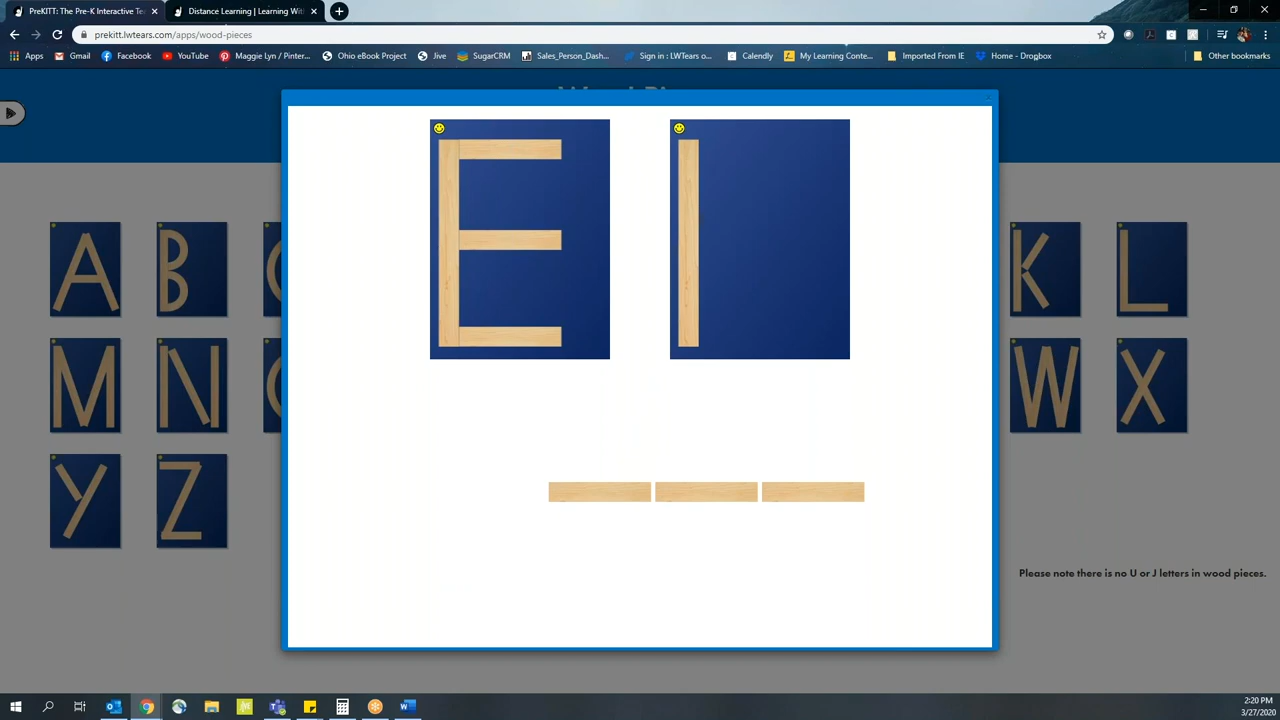 PreKITT: The Pre-K Interactive Te
Distance Learning | Learning Wit
prekitt.lwtears.com/apps/wood-pieces
Apps
Gmail
Facebook
YouTube
Maggie Lyn / Pinter...
Ohio eBook Project
Jive
SugarCRM
Sales_Person_Dash...
Sign in : LWTears o...
Calendly
My Learning Conte...
Imported From IE
Home - Dropbox
Other bookmarks
E
A
B
K
L
M
N
W
X
Y
Z
Please note there is no U or J letters in wood pieces.
2:20 PM
3/27/2020